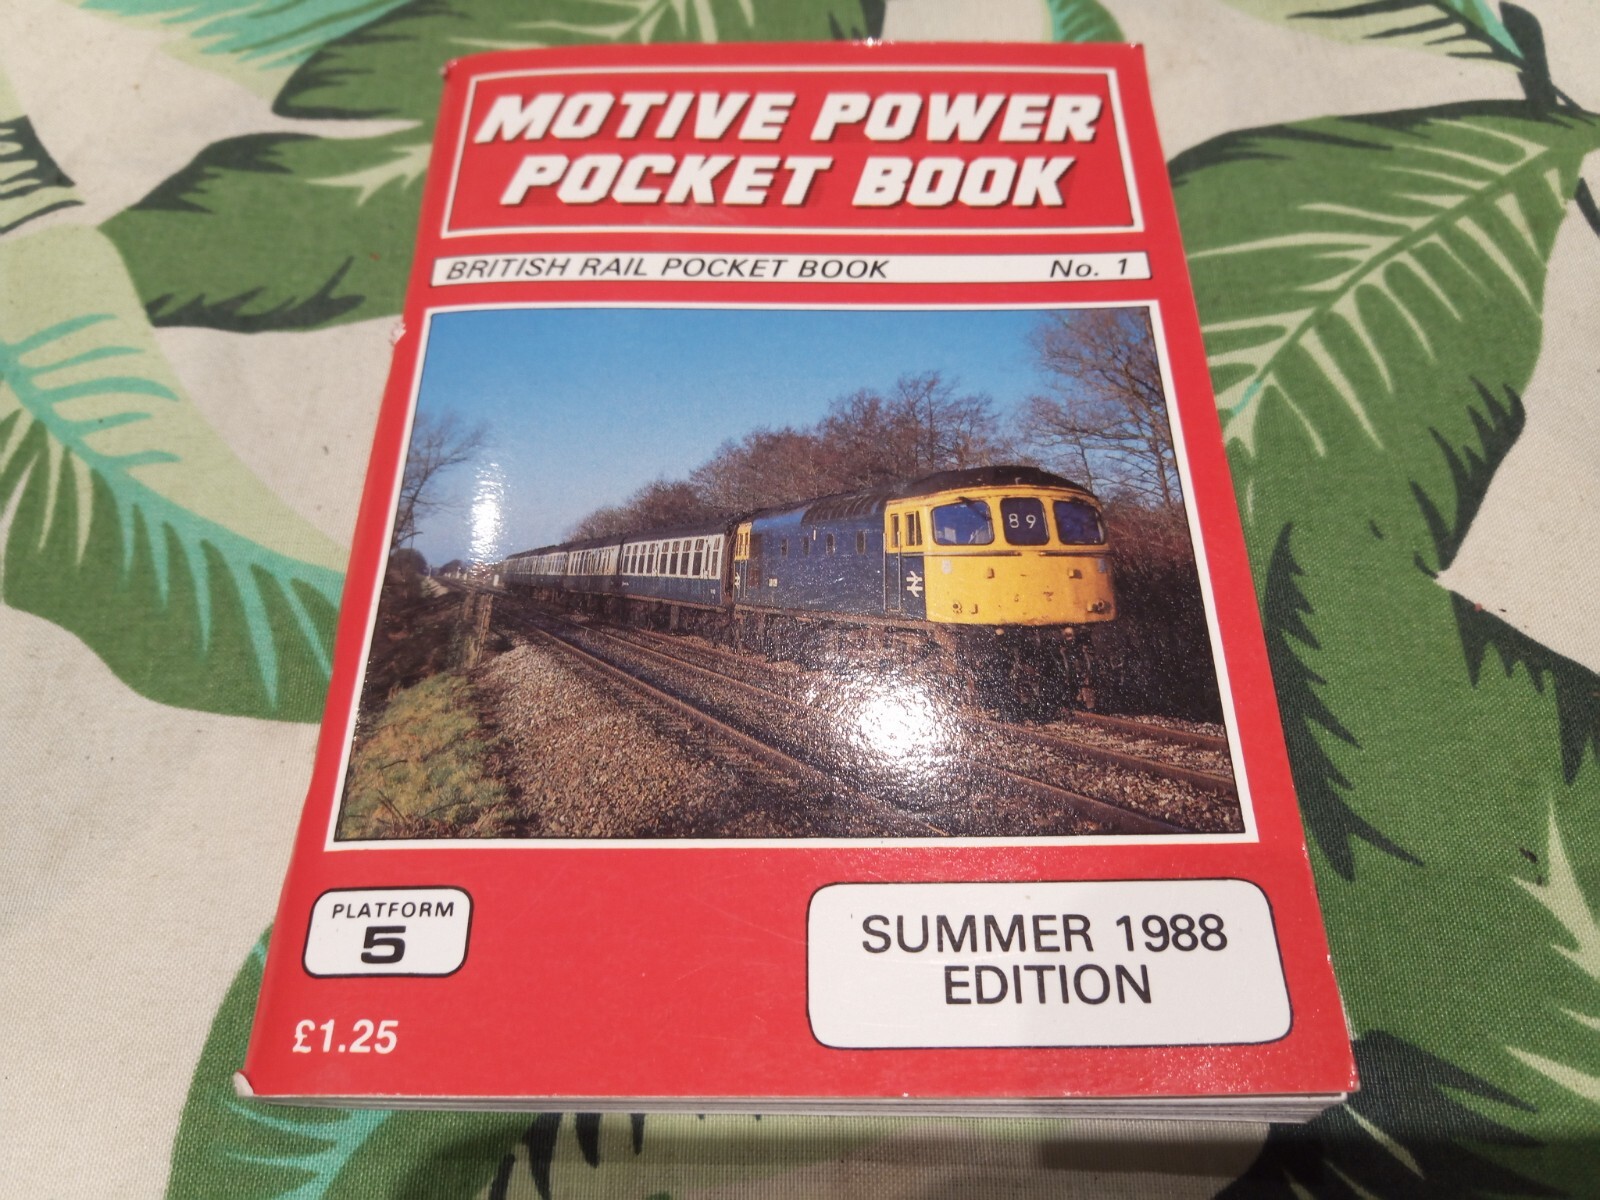 MOTIVE POWER
POCKET BOOK
BRITISH RAIL POCKET BOOK No. 1
89
PLATFORM
5
SUMMER 1988
EDITION
£1.25